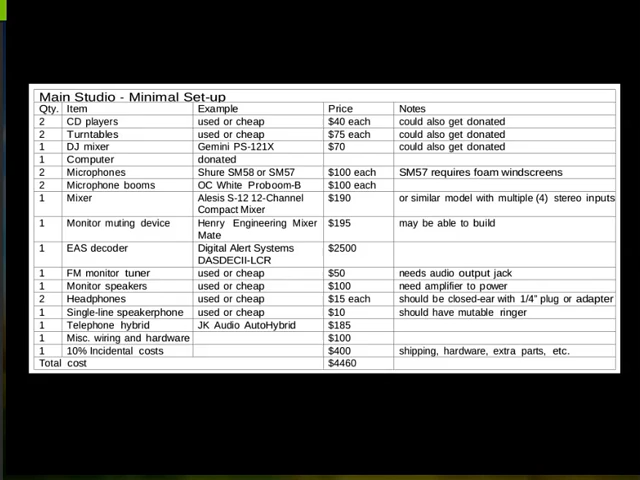 Main Studio - Minimal Set-up
Qty. Item Example Price Notes
2 CD players used or cheap $40 each could also get donated
2 Turntables used or cheap $75 each could also get donated
1 DJ mixer Gemini PS-121X $70 could also get donated
1 Computer donated
2 Microphones Shure SM58 or SM57 $100 each SM57 requires foam windscreens
2 Microphone booms OC White Proboom-B $100 each
1 Mixer Alesis S-12 12-Channel $190 or similar model with multiple (4) stereo inputs
Compact Mixer
1 Monitor muting device Henry Engineering Mixer $195 may be able to build
Mate
1 EAS decoder Digital Alert Systems $2500
DASDECII-LCR
1 FM monitor tuner used or cheap $50 needs audio output jack
1 Monitor speakers used or cheap $100 need amplifier to power
2 Headphones used or cheap $15 each should be closed-ear with 1/4” plug or adapter
1 Single-line speakerphone used or cheap $10 should have mutable ringer
1 Telephone hybrid JK Audio AutoHybrid $185
1 Misc. wiring and hardware $100
1 10% Incidental costs $400 shipping, hardware, extra parts, etc.
Total cost $4460